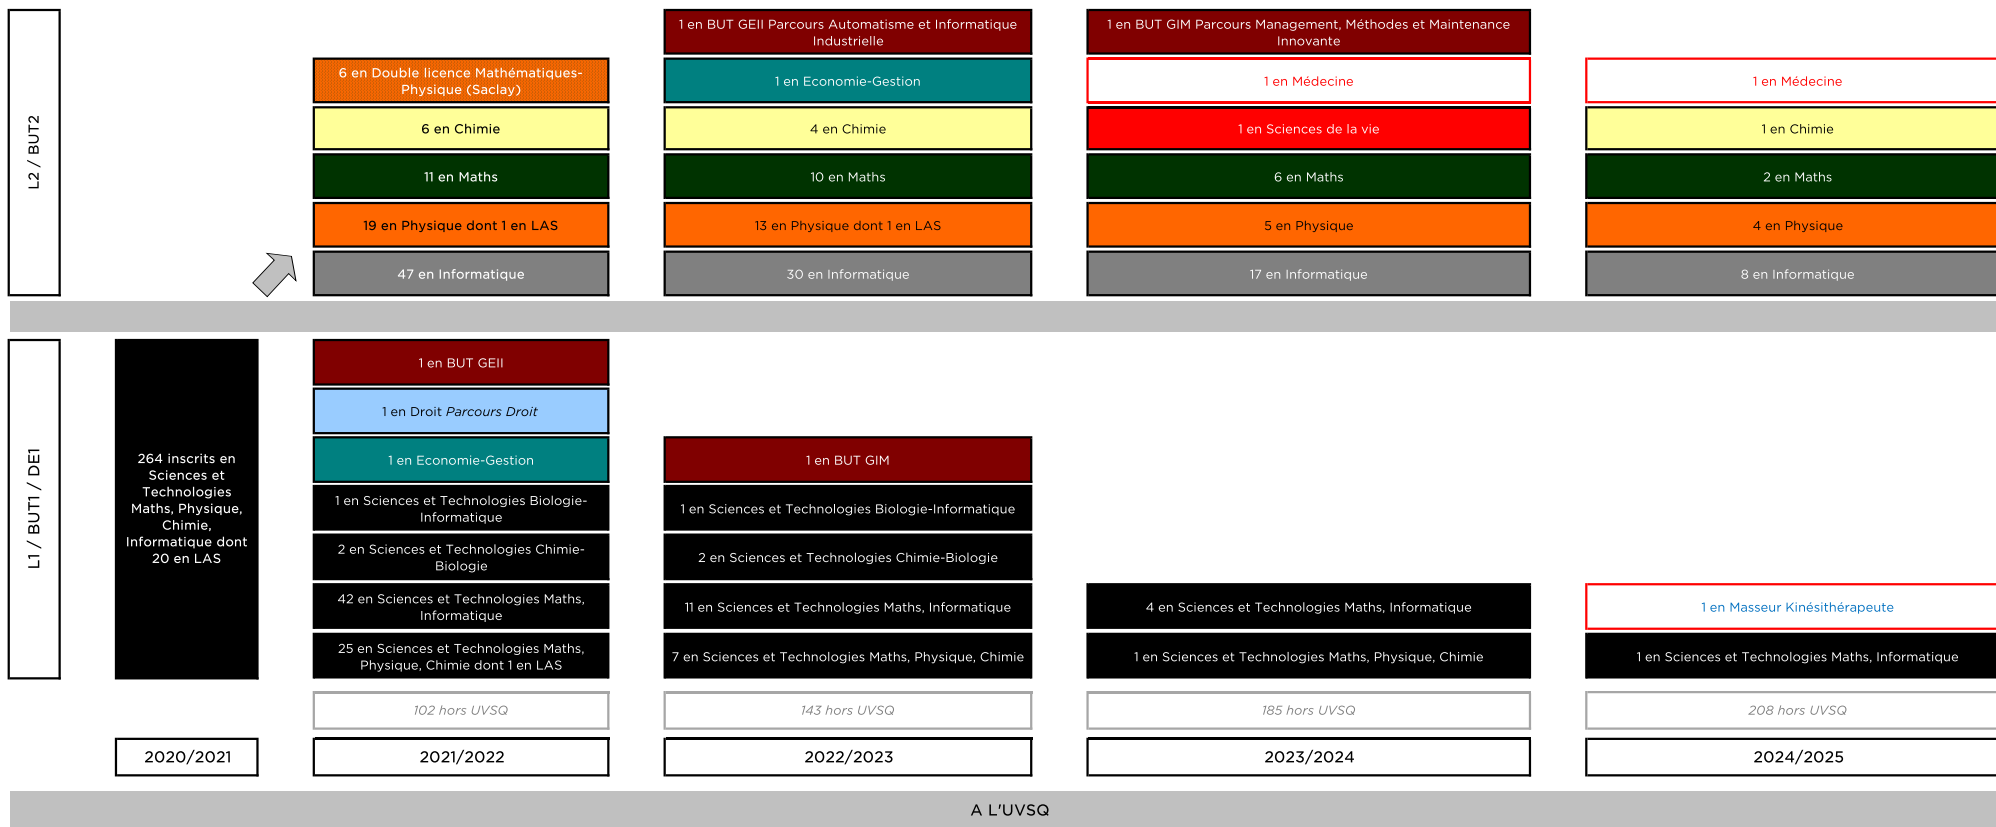 L2 / BUT2
6 en Double licence Mathématiques-
Physique (Saclay)
6 en Chimie
11 en Maths
19 en Physique dont 1 en LAS
47 en Informatique
1 en BUT GEII Parcours Automatisme et Informatique
Industrielle
1 en Economie-Gestion
4 en Chimie
10 en Maths
13 en Physique dont 1 en LAS
30 en Informatique
1 en BUT GIM Parcours Management, Méthodes et Maintenance
Innovante
1 en Médecine
1 en Sciences de la vie
6 en Maths
5 en Physique
17 en Informatique
1 en Médecine
1 en Chimie
2 en Maths
4 en Physique
8 en Informatique
L1 / BUT1 / DE1
264 inscrits en
Sciences et
Technologies
Maths, Physique,
Chimie,
Informatique dont
20 en LAS
1 en BUT GEII
1 en Droit Parcours Droit
1 en Economie-Gestion
1 en Sciences et Technologies Biologie-
Informatique
2 en Sciences et Technologies Chimie-
Biologie
42 en Sciences et Technologies Maths,
Informatique
25 en Sciences et Technologies Maths,
Physique, Chimie dont 1 en LAS
1 en BUT GIM
1 en Sciences et Technologies Biologie-Informatique
2 en Sciences et Technologies Chimie-Biologie
11 en Sciences et Technologies Maths, Informatique
7 en Sciences et Technologies Maths, Physique, Chimie
4 en Sciences et Technologies Maths, Informatique
1 en Sciences et Technologies Maths, Physique, Chimie
1 en Masseur Kinésithérapeute
1 en Sciences et Technologies Maths, Informatique
102 hors UVSQ
143 hors UVSQ
185 hors UVSQ
208 hors UVSQ
2020/2021
2021/2022
2022/2023
2023/2024
2024/2025
A L'UVSQ